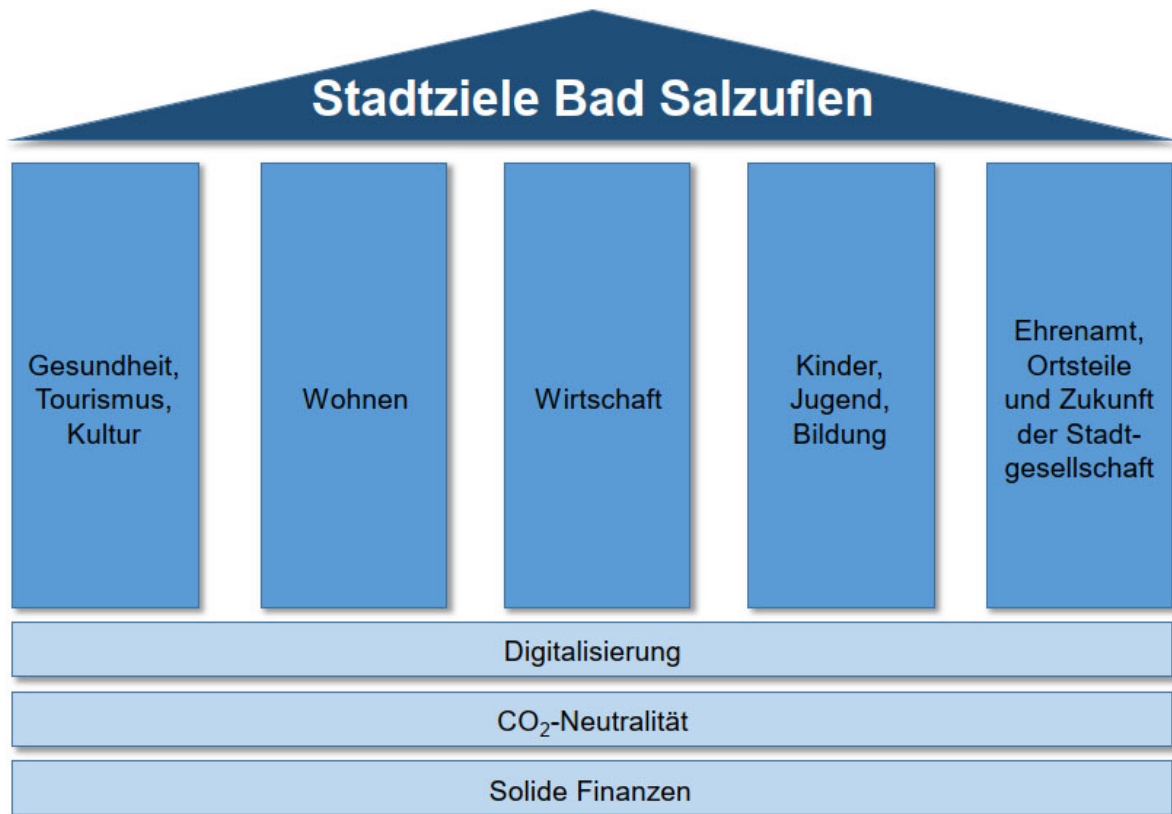 Stadtziele Bad Salzuflen
Gesundheit,
Tourismus,
Kultur
Wohnen
Wirtschaft
Kinder,
Jugend,
Bildung
Ehrenamt,
Ortsteile
und Zukunft
der Stadt-
gesellschaft
Digitalisierung
CO₂-Neutralität
Solide Finanzen